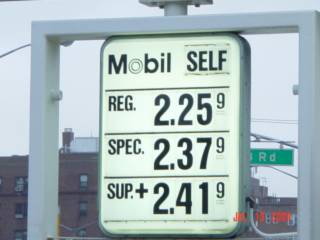 Mobil SELF
REG. 2.25 9
SPEC. 2.37 9
SUP.+ 2.41 9
Rd